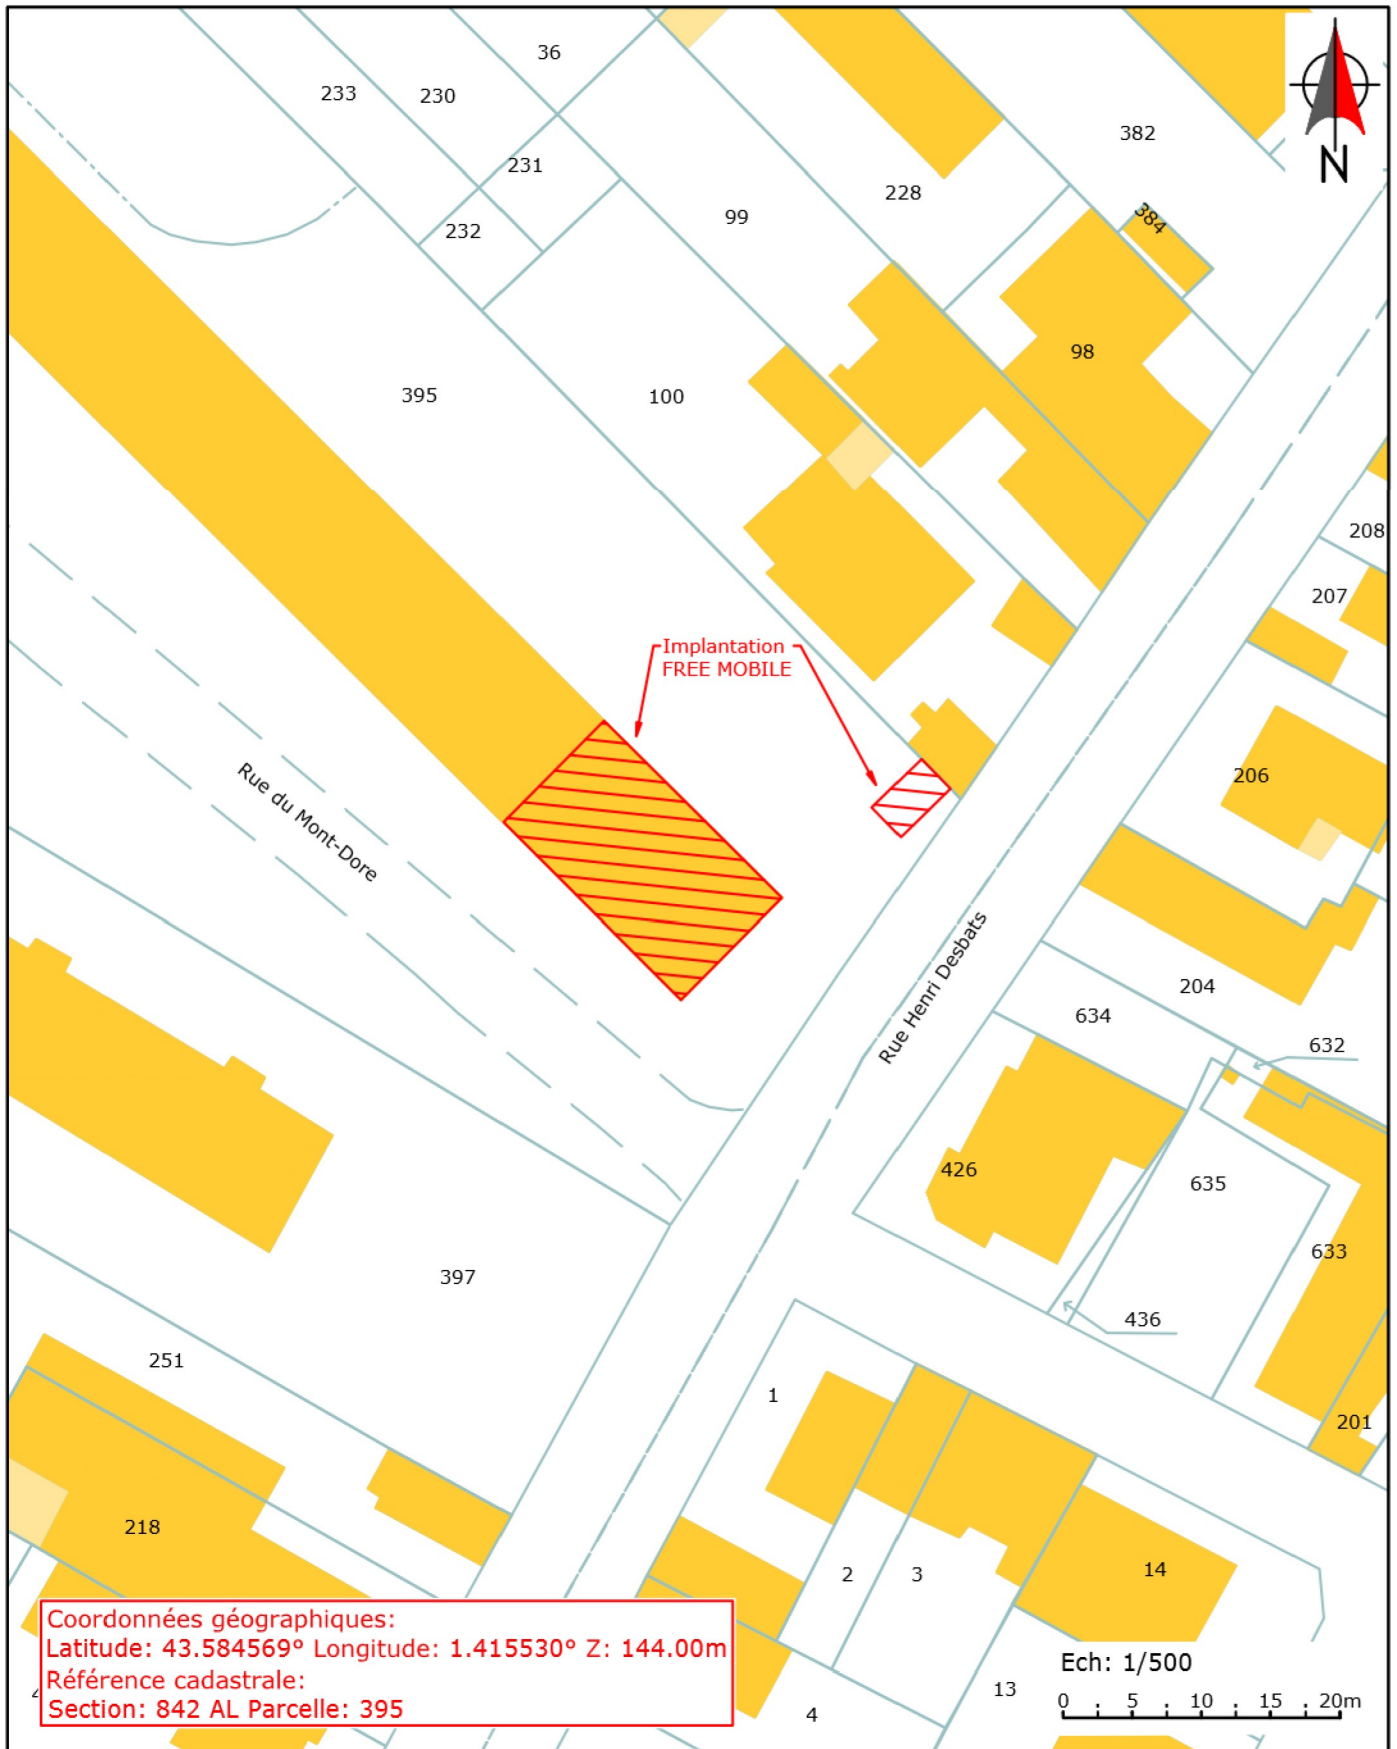 36
233
230
382
231
228
99
384
232
98
395
100
208
207
Implantation
FREE MOBILE
206
Rue du Mont-Dore
Rue Henri Desbats
204
634
632
426
635
633
397
436
251
1
201
218
2
3
14
13
4
N
Coordonnées géographiques:
Latitude: 43.584569° Longitude: 1.415530° Z: 144.00m
Référence cadastrale:
Section: 842 AL Parcelle: 395
Ech: 1/500
0 5 10 15 20m